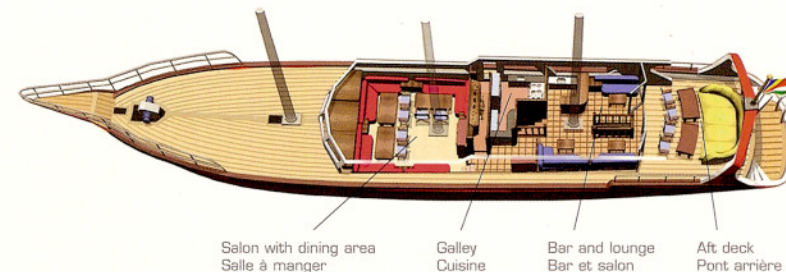 Salon with dining area
Salle à manger
Galley
Cuisine
Bar and lounge
Bar et salon
Aft deck
Pont arrière